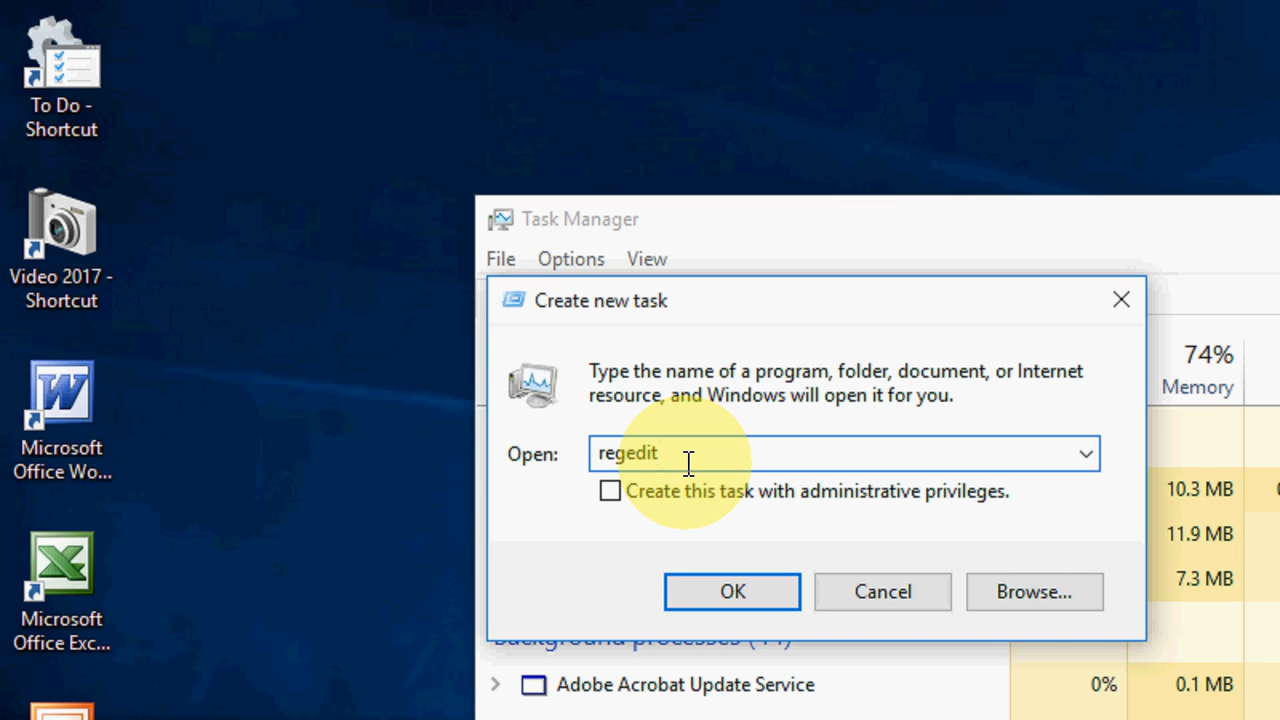 To Do -
Shortcut
Video 2017 -
Shortcut
Microsoft
Office Wo...
Microsoft
Office Exc...
Task Manager
File Options View
Create new task
Type the name of a program, folder, document, or Internet
resource, and Windows will open it for you.
Open: regedit
Create this task with administrative privileges.
OK Cancel Browse...
74%
Memory
10.3 MB
11.9 MB
7.3 MB
Background processes
Adobe Acrobat Update Service 0% 0.1 MB